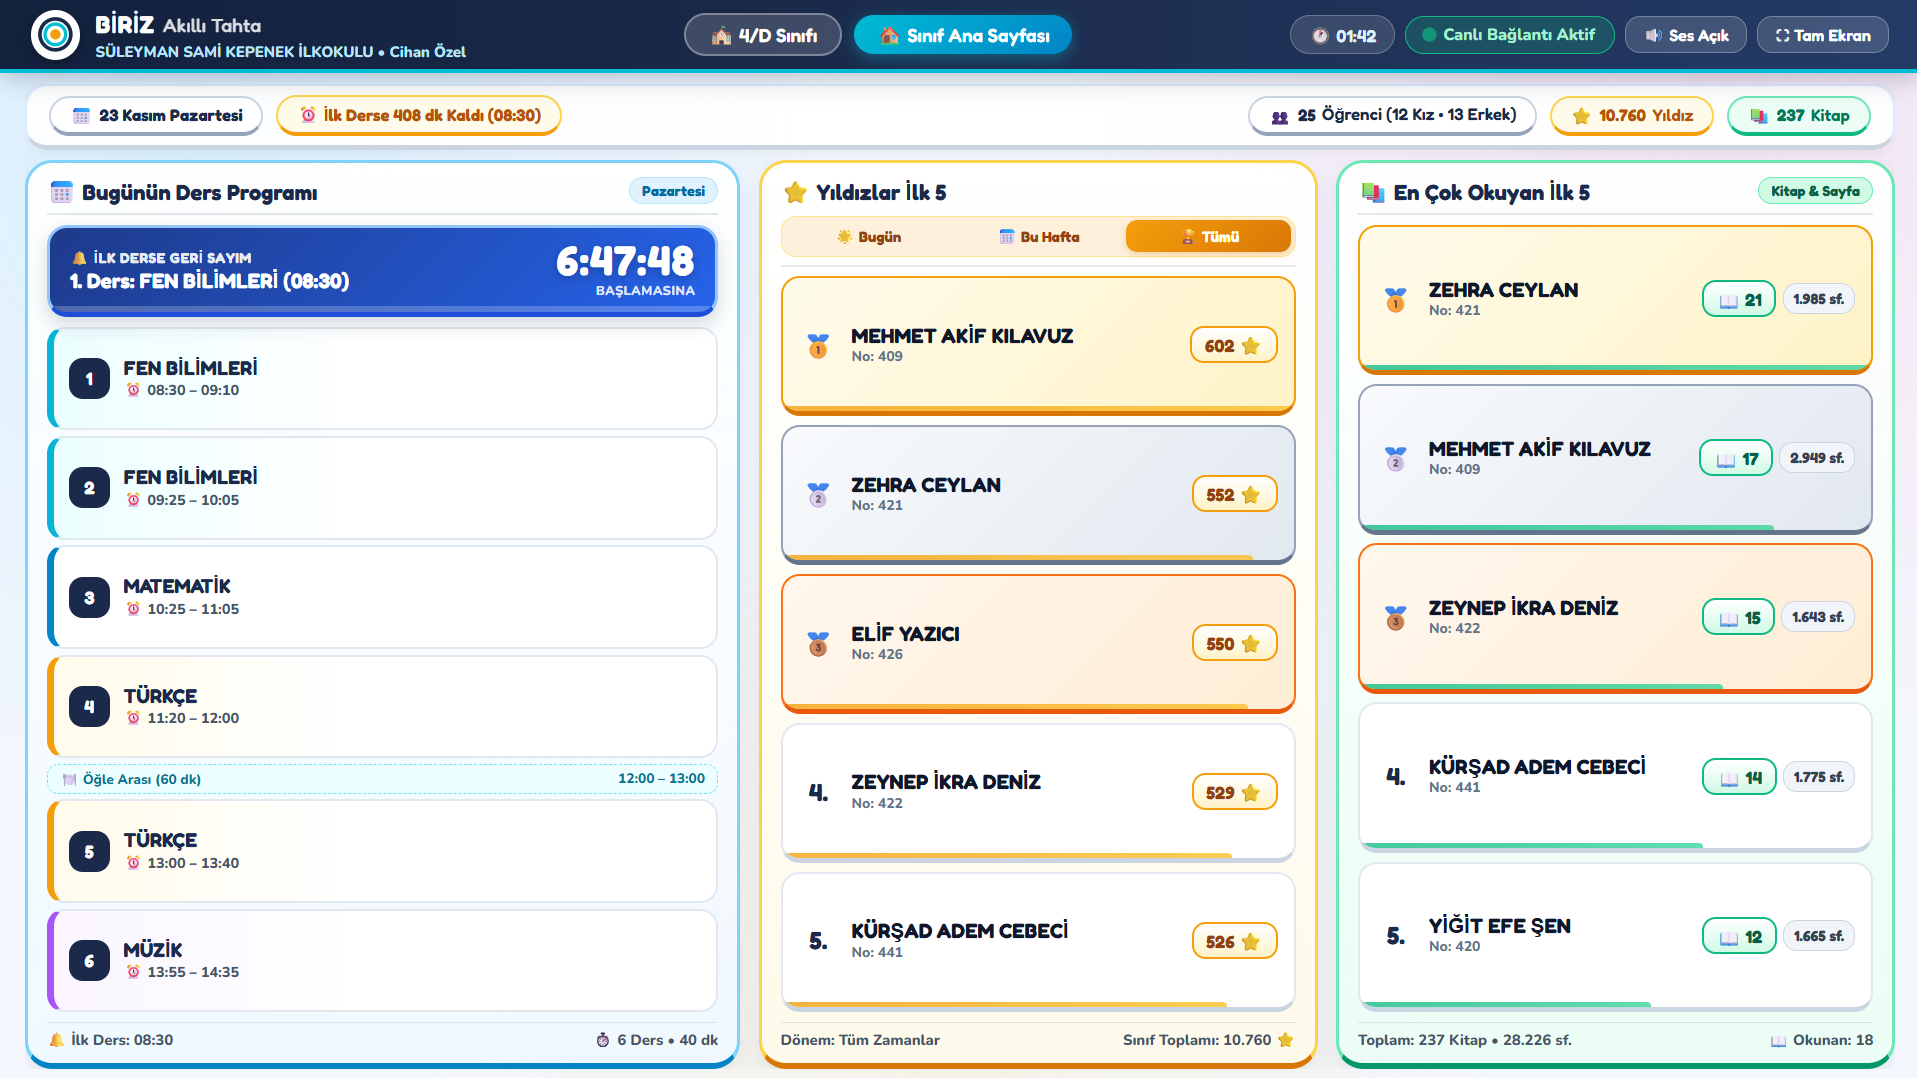 BİRİZ Akıllı Tahta
SÜLEYMAN SAMİ KEPENEK İLKOKULU • Cihan Özel
4/D Sınıfı
Sınıf Ana Sayfası
01:42
Canlı Bağlantı Aktif
Ses Açık
Tam Ekran
23 Kasım Pazartesi
İlk Derse 408 dk Kaldı (08:30)
25 Öğrenci (12 Kız • 13 Erkek)
10.760 Yıldız
237 Kitap
Bugünün Ders Programı
Pazartesi
İLK DERSE GERİ SAYIM
1. Ders: FEN BİLİMLERİ (08:30)
6:47:48
BAŞLAMASINA
1
FEN BİLİMLERİ
08:30 – 09:10
2
FEN BİLİMLERİ
09:25 – 10:05
3
MATEMATİK
10:25 – 11:05
4
TÜRKÇE
11:20 – 12:00
Öğle Arası (60 dk)
12:00 – 13:00
5
TÜRKÇE
13:00 – 13:40
6
MÜZİK
13:55 – 14:35
İlk Ders: 08:30
6 Ders • 40 dk
Yıldızlar İlk 5
Bugün
Bu Hafta
Tümü
1
MEHMET AKİF KILAVUZ
No: 409
602
2
ZEHRA CEYLAN
No: 421
552
3
ELİF YAZICI
No: 426
550
4.
ZEYNEP İKRA DENİZ
No: 422
529
5.
KÜRŞAD ADEM CEBECİ
No: 441
526
Dönem: Tüm Zamanlar
Sınıf Toplamı: 10.760
En Çok Okuyan İlk 5
Kitap & Sayfa
1
ZEHRA CEYLAN
No: 421
21
1.985 sf.
2
MEHMET AKİF KILAVUZ
No: 409
17
2.949 sf.
3
ZEYNEP İKRA DENİZ
No: 422
15
1.643 sf.
4.
KÜRŞAD ADEM CEBECİ
No: 441
14
1.775 sf.
5.
YİĞİT EFE ŞEN
No: 420
12
1.665 sf.
Toplam: 237 Kitap • 28.226 sf.
Okunan: 18